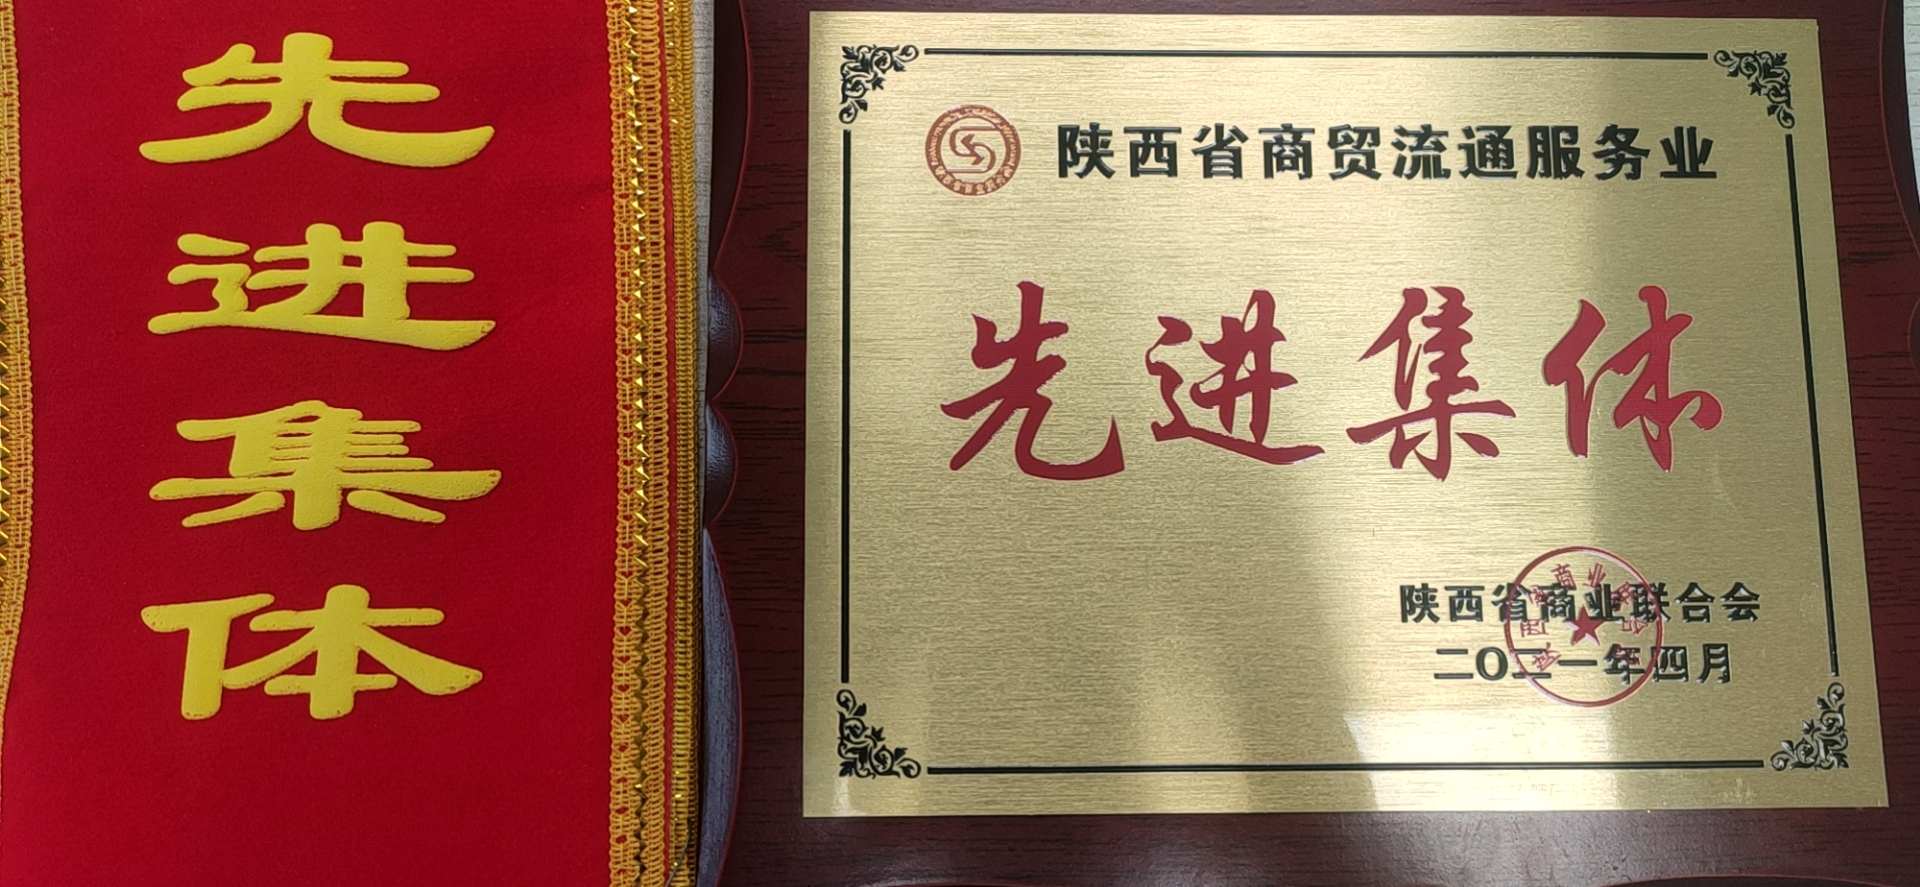 先
进
集
体
陕西省商贸流通服务业
先进集体
陕西省商业联合会
二〇二一年四月